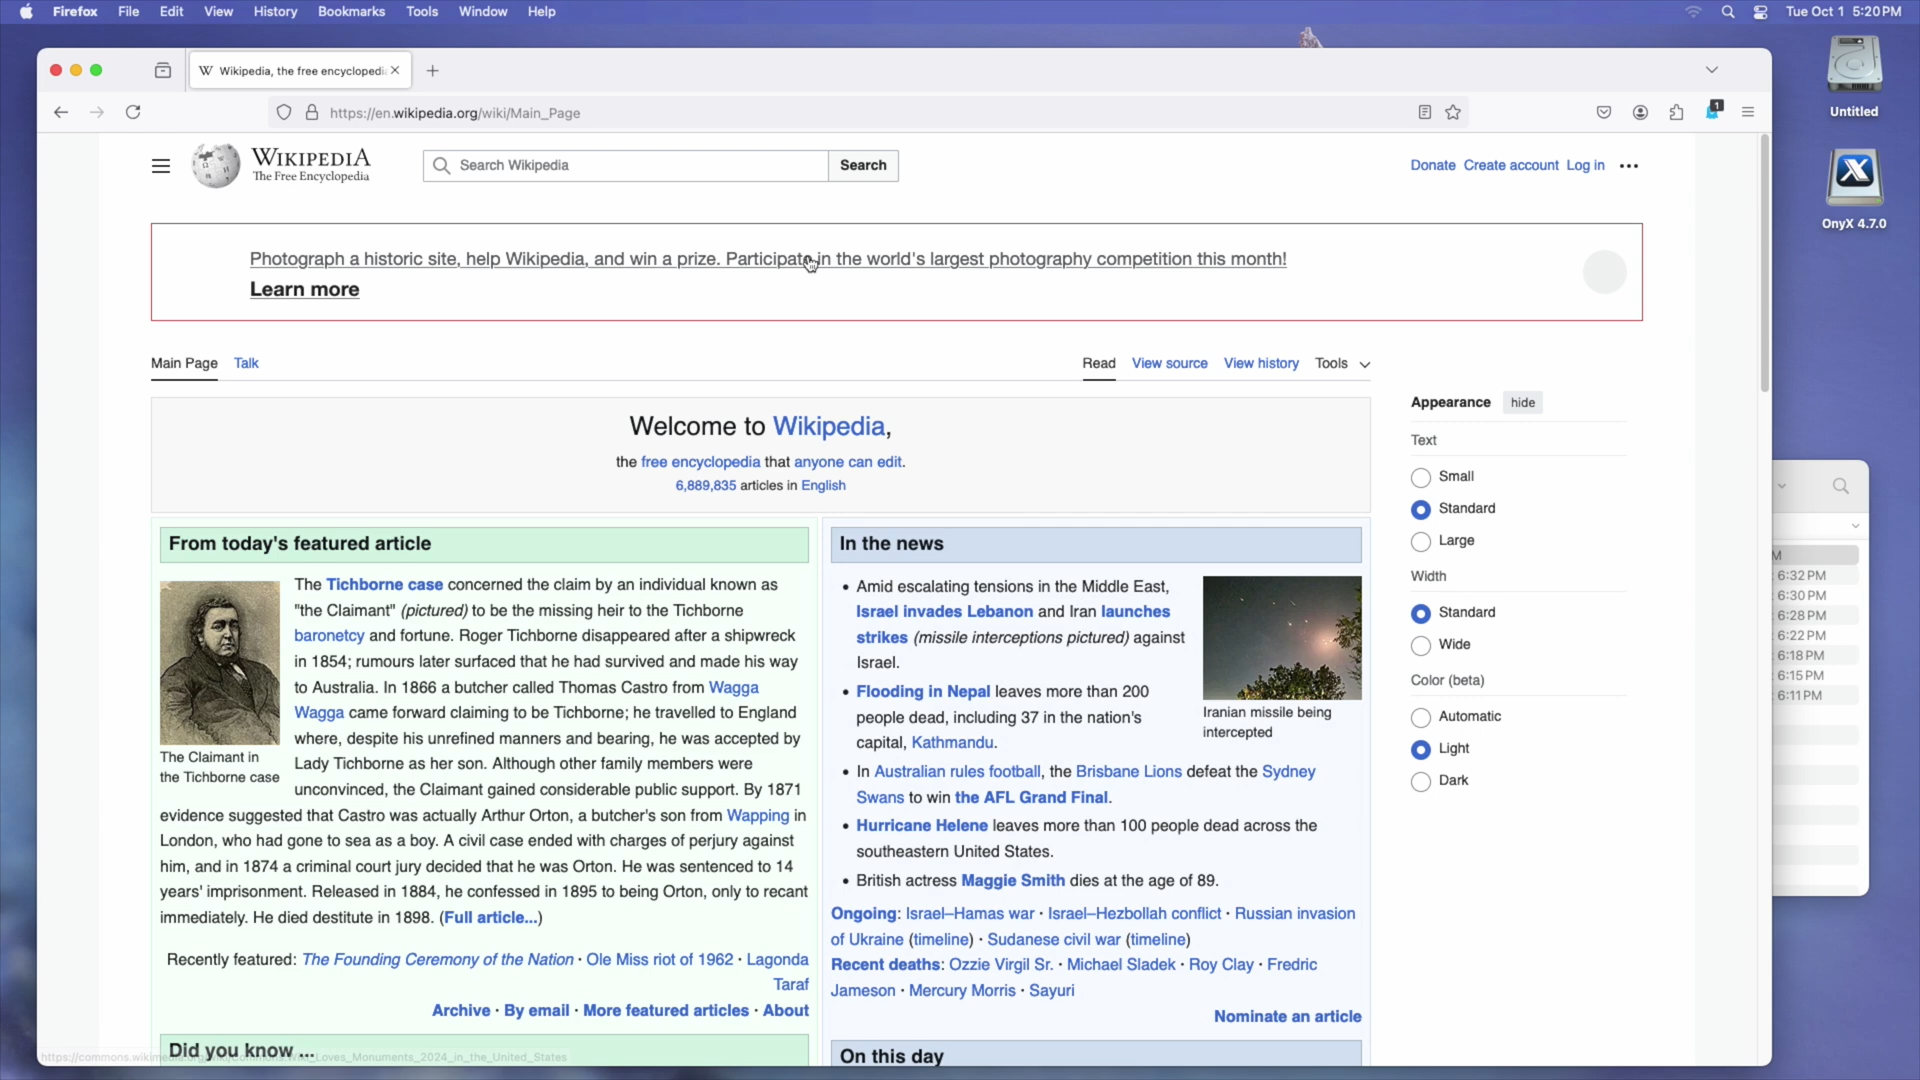 Firefox File Edit View History Bookmarks Tools Window Help
Tue Oct 1 5:20 PM
W Wikipedia, the free encyclopedi
https://en.wikipedia.org/wiki/Main_Page
1
Untitled
OnyX 4.7.0
WIKIPEDIA
The Free Encyclopedia
Search Wikipedia
Search
Donate Create account Log in
Photograph a historic site, help Wikipedia, and win a prize. Participate in the world's largest photography competition this month!
Learn more
Main Page Talk
Read View source View history Tools
Welcome to Wikipedia,
the free encyclopedia that anyone can edit.
6,889,835 articles in English
From today's featured article
The Tichborne case concerned the claim by an individual known as
"the Claimant" (pictured) to be the missing heir to the Tichborne
baronetcy and fortune. Roger Tichborne disappeared after a shipwreck
in 1854; rumours later surfaced that he had survived and made his way
to Australia. In 1866 a butcher called Thomas Castro from Wagga
Wagga came forward claiming to be Tichborne; he travelled to England
where, despite his unrefined manners and bearing, he was accepted by
Lady Tichborne as her son. Although other family members were
unconvinced, the Claimant gained considerable public support. By 1871
evidence suggested that Castro was actually Arthur Orton, a butcher's son from Wapping in
London, who had gone to sea as a boy. A civil case ended with charges of perjury against
him, and in 1874 a criminal court jury decided that he was Orton. He was sentenced to 14
years' imprisonment. Released in 1884, he confessed in 1895 to being Orton, only to recant
immediately. He died destitute in 1898. (Full article...)
The Claimant in
the Tichborne case
Recently featured: The Founding Ceremony of the Nation · Ole Miss riot of 1962 · Lagonda
Taraf
Archive · By email · More featured articles · About
Did you know ...
In the news
• Amid escalating tensions in the Middle East,
Israel invades Lebanon and Iran launches
strikes (missile interceptions pictured) against
Israel.
• Flooding in Nepal leaves more than 200
people dead, including 37 in the nation's
capital, Kathmandu.
Iranian missile being
intercepted
• In Australian rules football, the Brisbane Lions defeat the Sydney
Swans to win the AFL Grand Final.
• Hurricane Helene leaves more than 100 people dead across the
southeastern United States.
• British actress Maggie Smith dies at the age of 89.
Ongoing: Israel–Hamas war · Israel–Hezbollah conflict · Russian invasion
of Ukraine (timeline) · Sudanese civil war (timeline)
Recent deaths: Ozzie Virgil Sr. · Michael Sladek · Roy Clay · Fredric
Jameson · Mercury Morris · Sayuri
Nominate an article
On this day
Appearance hide
Text
Small
Standard
Large
Width
Standard
Wide
Color (beta)
Automatic
Light
Dark
M
6:32 PM
6:30 PM
6:28 PM
6:22 PM
6:18 PM
6:15 PM
6:11 PM